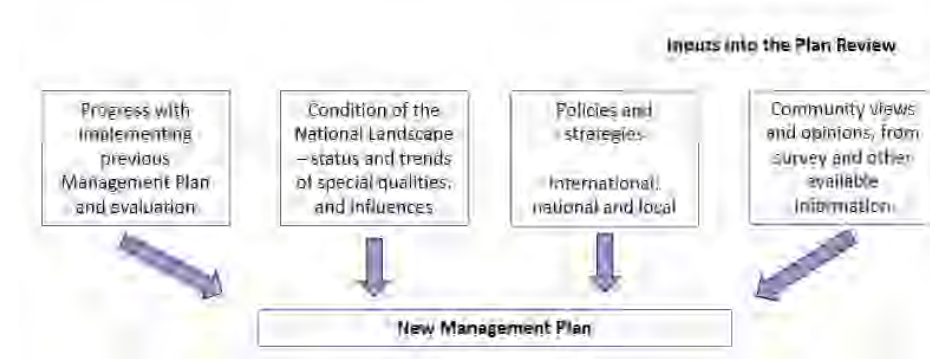 Inputs into the Plan Review
Progress with
implementing
previous
Management Plan
and evaluation
Condition of the
National Landscape
– status and trends
of special qualities,
and influences
Policies and
strategies
International,
national and local
Community views
and opinions, from
survey and other
available
information
New Management Plan